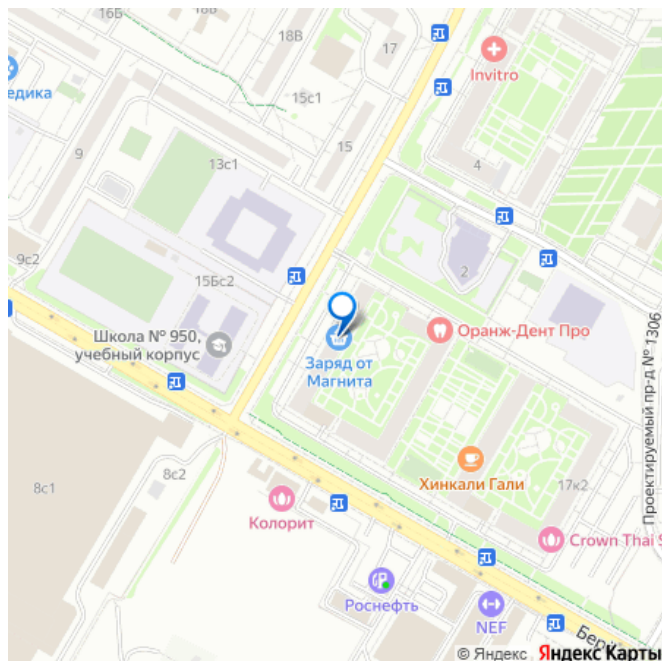 16Б
18В
17
Invitro
едика
15с1
15
9
13с1
4
9с2
15Бс2
2
Школа № 950,
учебный корпус
Оранж-Дент Про
Заряд от
Магнита
Проектируемый пр-д № 1306
8с1
8с2
Хинкали Гали
17к2
Колорит
Crown Thai S
Роснефть
NEF
Берё
© Яндекс Яндекс Карты